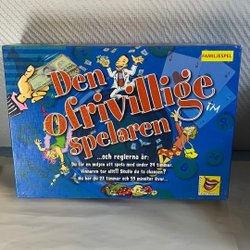 FAMILJESPEL
Den
ofrivillige
spelaren
TM
...och reglerna är:
Du får en miljon att spela med under 24 timmar
Vinnaren tar allt!! Skulle du ta chansen?
Nu har du 23 timmar och 59 minuter kvar...